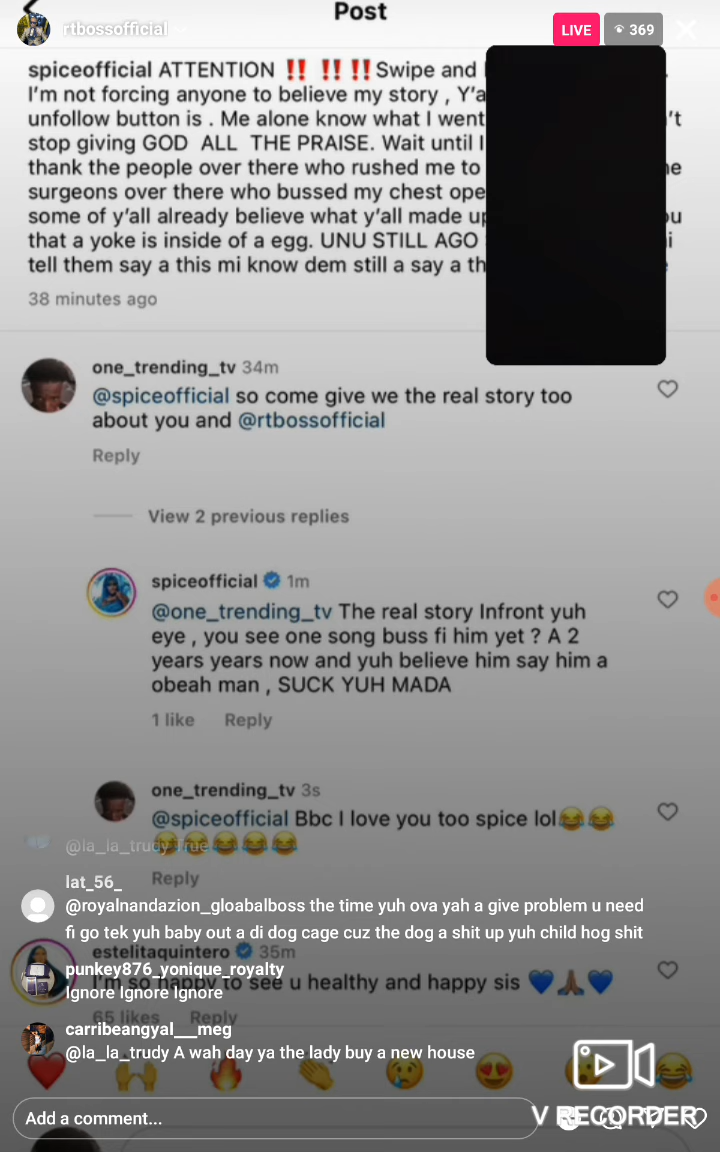 Post
rtbossofficial
LIVE
369
spiceofficial ATTENTION ‼️ ‼️ ‼️ Swipe and
I'm not forcing anyone to believe my story , Y'a
unfollow button is . Me alone know what I went 't
stop giving GOD ALL THE PRAISE. Wait until I
thank the people over there who rushed me to
surgeons over there who bussed my chest ope
some of y'all already believe what y'all made up
that a yoke is inside of a egg. UNU STILL AGO
tell them say a this mi know dem still a say a th
38 minutes ago
one_trending_tv 34m
@spiceofficial so come give we the real story too
about you and @rtbossofficial
Reply
View 2 previous replies
spiceofficial 1m
@one_trending_tv The real story Infront yuh
eye , you see one song buss fi him yet ? A 2
years years now and yuh believe him say him a
obeah man , SUCK YUH MADA
1 like Reply
one_trending_tv 3s
@spiceofficial Bbc I love you too spice lol😂😂
😂😂😂😂😂
@la_la_trudy True
Reply
lat_56_
@royalnandazion_gloabalboss the time yuh ova yah a give problem u need
fi go tek yuh baby out a di dog cage cuz the dog a shit up yuh child hog shit
estelitaquintero 35m
punkey876_yonique_royalty
I'm so happy to see u healthy and happy sis 💙🙏🏾💙
Ignore Ignore Ignore
65 likes Reply
carribeangyal___meg
@la_la_trudy A wah day ya the lady buy a new house
Add a comment...
V RECORDER